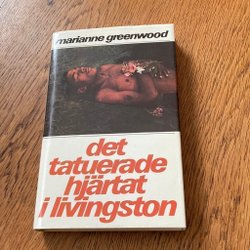 marianne greenwood
det
tatuerade
hjärtat
i livingston